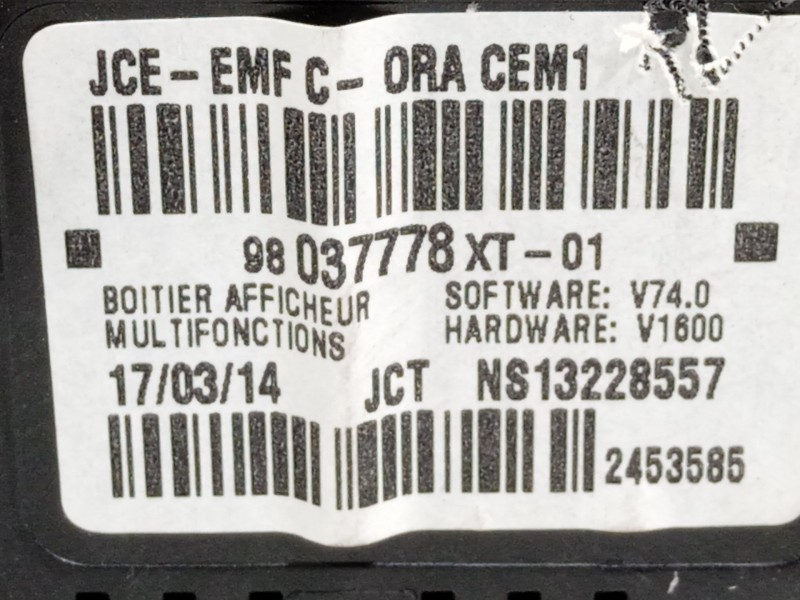 JCE-EMF C-ORA CEM1
98 037778 XT-01
BOITIER AFFICHEUR SOFTWARE: V74.0
MULTIFONCTIONS HARDWARE: V1600
17/03/14 JCT NS13228557
2453585